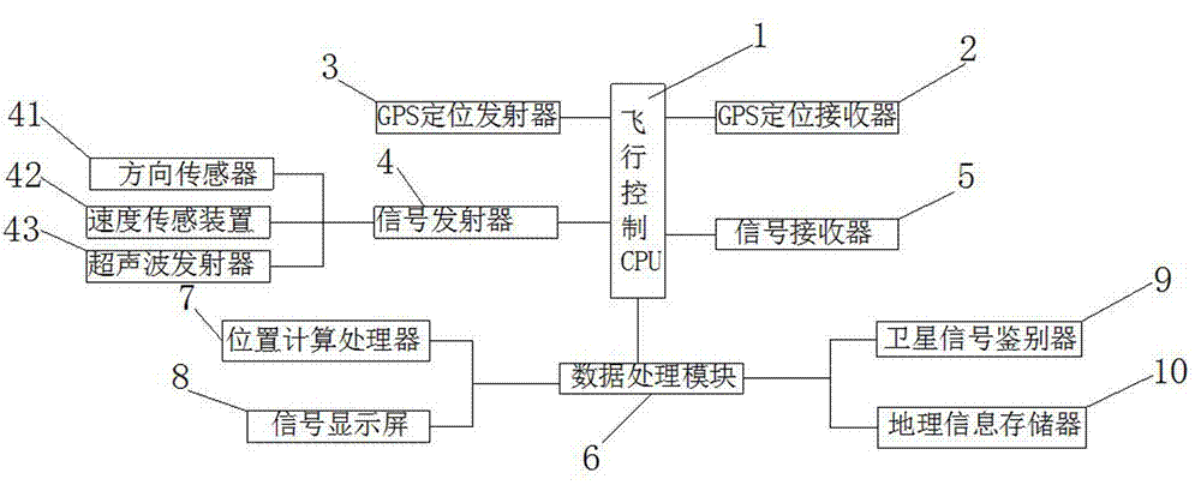 1
2
3
GPS定位发射器
飞行控制CPU
GPS定位接收器
41
方向传感器
42
速度传感装置
43
超声波发射器
4
信号发射器
5
信号接收器
7
位置计算处理器
8
信号显示屏
数据处理模块
6
9
卫星信号鉴别器
10
地理信息存储器